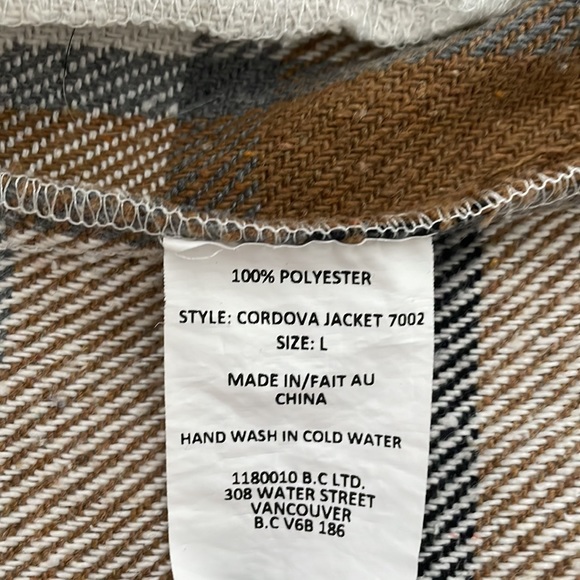 100% POLYESTER
STYLE: CORDOVA JACKET 7002
SIZE: L
MADE IN/FAIT AU
CHINA
HAND WASH IN COLD WATER
1180010 B.C LTD.
308 WATER STREET
VANCOUVER
B.C V6B 186